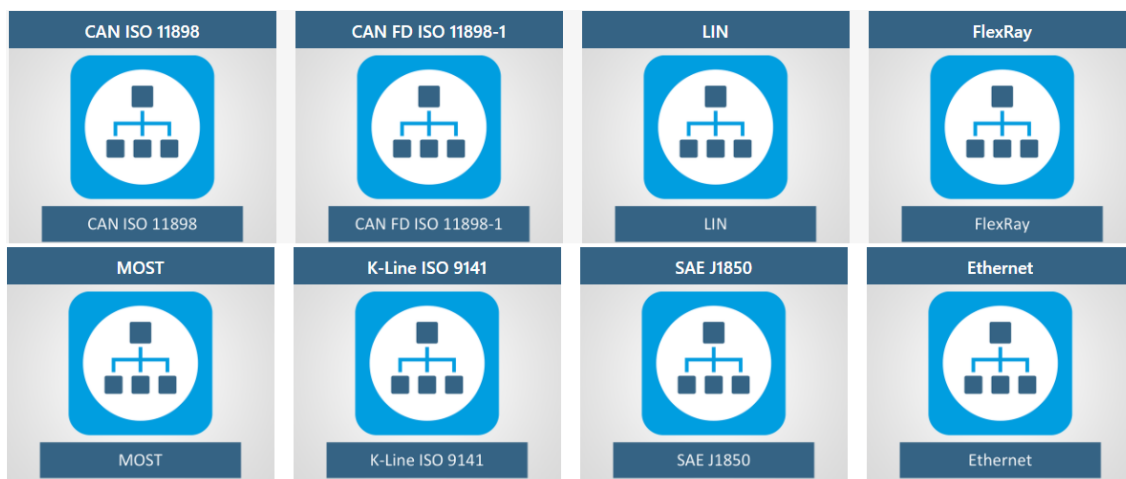 CAN ISO 11898
CAN FD ISO 11898-1
LIN
FlexRay
CAN ISO 11898
CAN FD ISO 11898-1
LIN
FlexRay
MOST
K-Line ISO 9141
SAE J1850
Ethernet
MOST
K-Line ISO 9141
SAE J1850
Ethernet